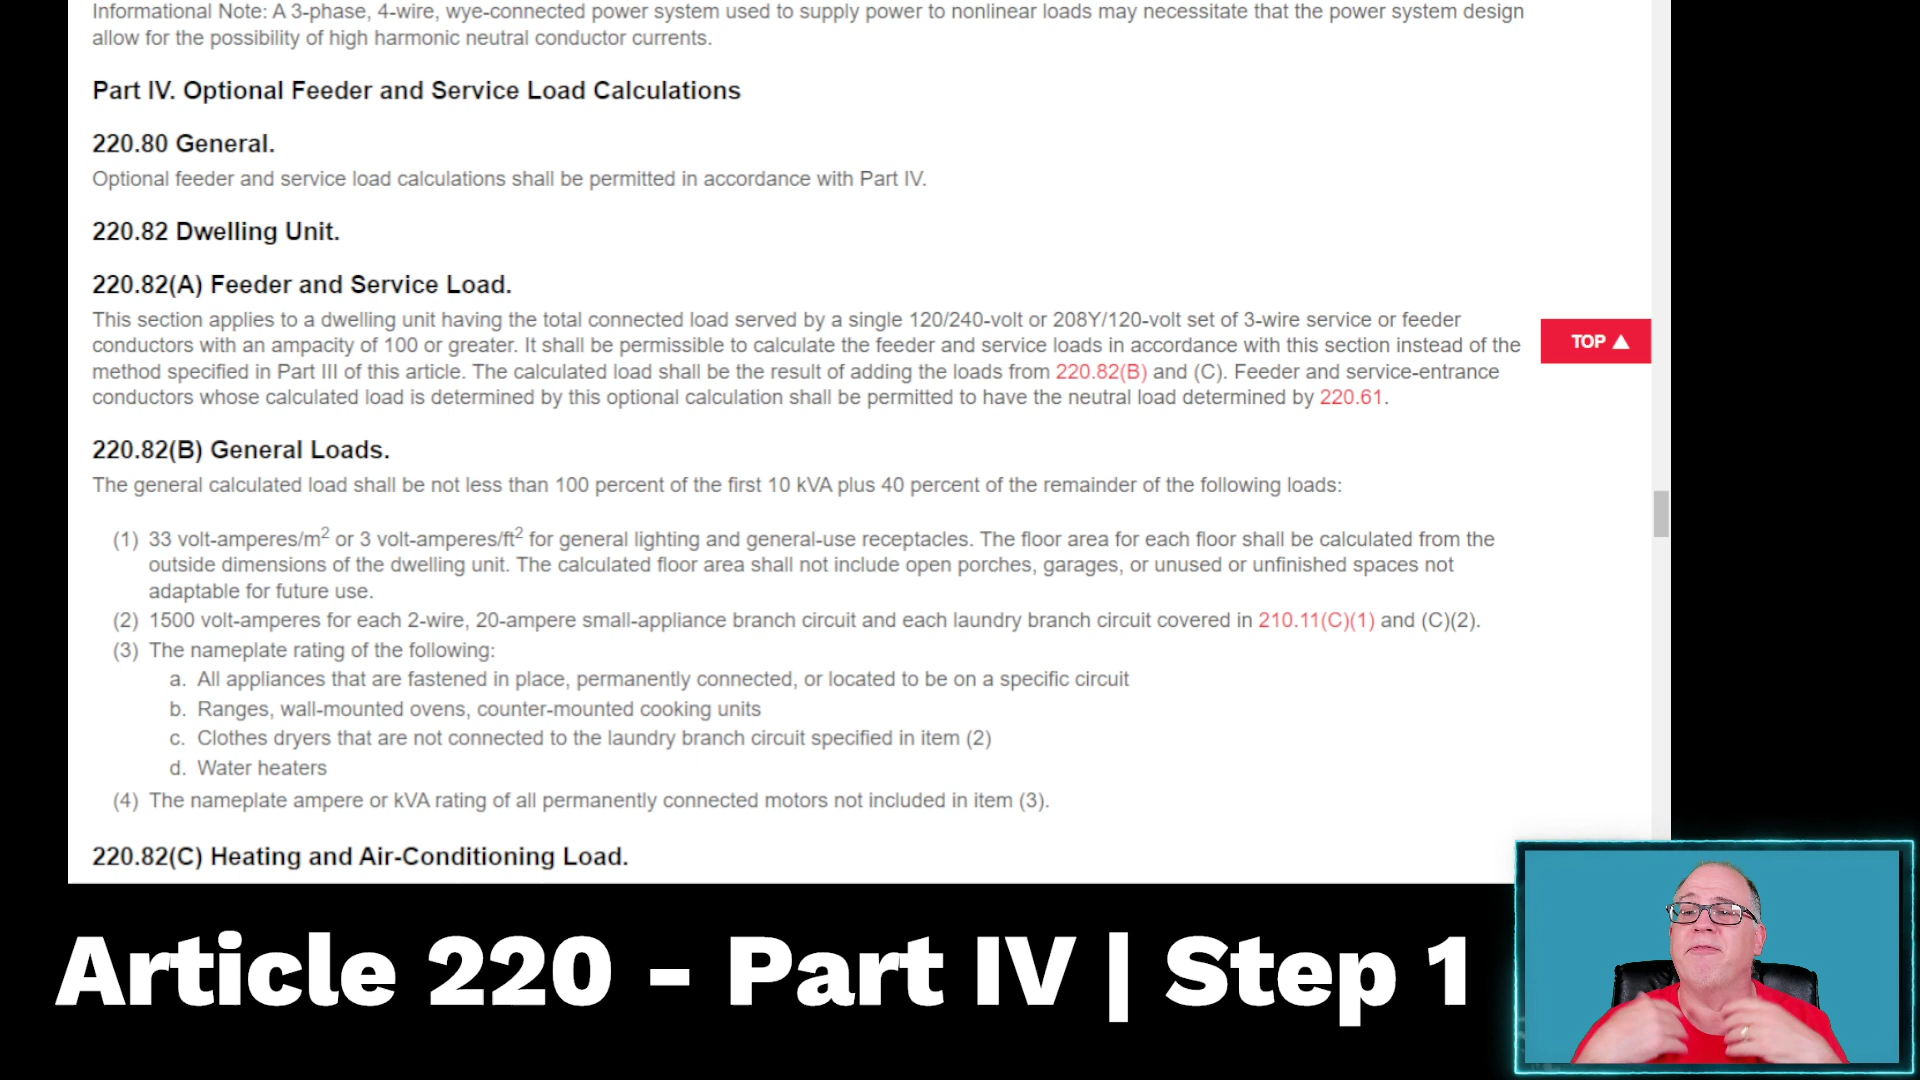 Informational Note: A 3-phase, 4-wire, wye-connected power system used to supply power to nonlinear loads may necessitate that the power system design
allow for the possibility of high harmonic neutral conductor currents.
Part IV. Optional Feeder and Service Load Calculations
220.80 General.
Optional feeder and service load calculations shall be permitted in accordance with Part IV.
220.82 Dwelling Unit.
220.82(A) Feeder and Service Load.
This section applies to a dwelling unit having the total connected load served by a single 120/240-volt or 208Y/120-volt set of 3-wire service or feeder
conductors with an ampacity of 100 or greater. It shall be permissible to calculate the feeder and service loads in accordance with this section instead of the
method specified in Part III of this article. The calculated load shall be the result of adding the loads from 220.82(B) and (C). Feeder and service-entrance
conductors whose calculated load is determined by this optional calculation shall be permitted to have the neutral load determined by 220.61.
TOP ▲
220.82(B) General Loads.
The general calculated load shall be not less than 100 percent of the first 10 kVA plus 40 percent of the remainder of the following loads:
(1) 33 volt-amperes/m² or 3 volt-amperes/ft² for general lighting and general-use receptacles. The floor area for each floor shall be calculated from the
outside dimensions of the dwelling unit. The calculated floor area shall not include open porches, garages, or unused or unfinished spaces not
adaptable for future use.
(2) 1500 volt-amperes for each 2-wire, 20-ampere small-appliance branch circuit and each laundry branch circuit covered in 210.11(C)(1) and (C)(2).
(3) The nameplate rating of the following:
a. All appliances that are fastened in place, permanently connected, or located to be on a specific circuit
b. Ranges, wall-mounted ovens, counter-mounted cooking units
c. Clothes dryers that are not connected to the laundry branch circuit specified in item (2)
d. Water heaters
(4) The nameplate ampere or kVA rating of all permanently connected motors not included in item (3).
220.82(C) Heating and Air-Conditioning Load.
Article 220 - Part IV | Step 1